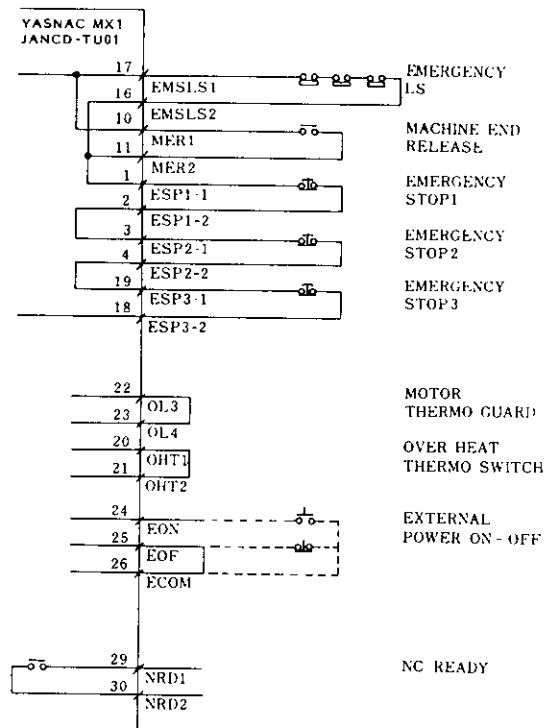 YASNAC MX1
JANCD-TU01
17
EMSLS1
16
EMSLS2
10
MER1
11
MER2
1
ESP1-1
2
ESP1-2
3
ESP2-1
4
ESP2-2
19
ESP3-1
18
ESP3-2
EMERGENCY
LS
MACHINE END
RELEASE
EMERGENCY
STOP1
EMERGENCY
STOP2
EMERGENCY
STOP3
22
OL3
23
OL4
20
OHT1
21
OHT2
MOTOR
THERMO GUARD
OVER HEAT
THERMO SWITCH
24
EON
25
EOF
26
ECOM
EXTERNAL
POWER ON-OFF
29
NRD1
30
NRD2
NC READY